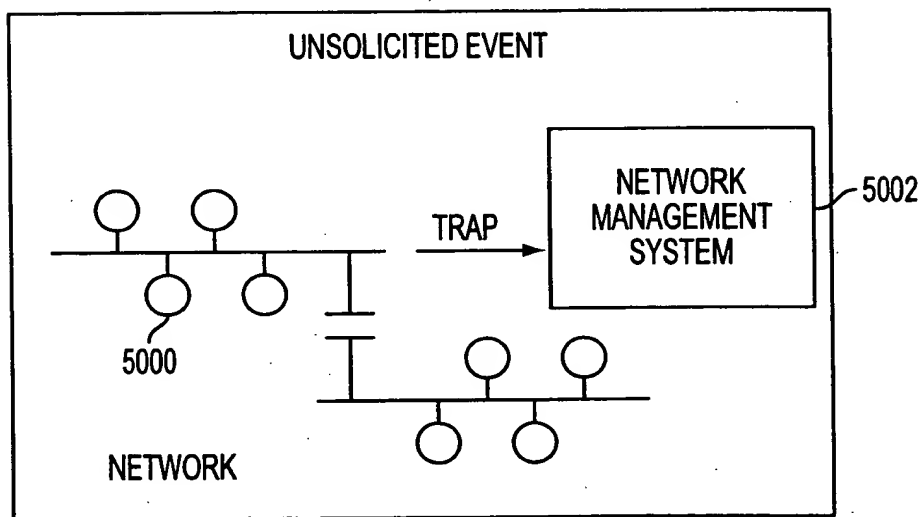 UNSOLICITED EVENT
NETWORK
MANAGEMENT
SYSTEM
5002
TRAP
5000
NETWORK